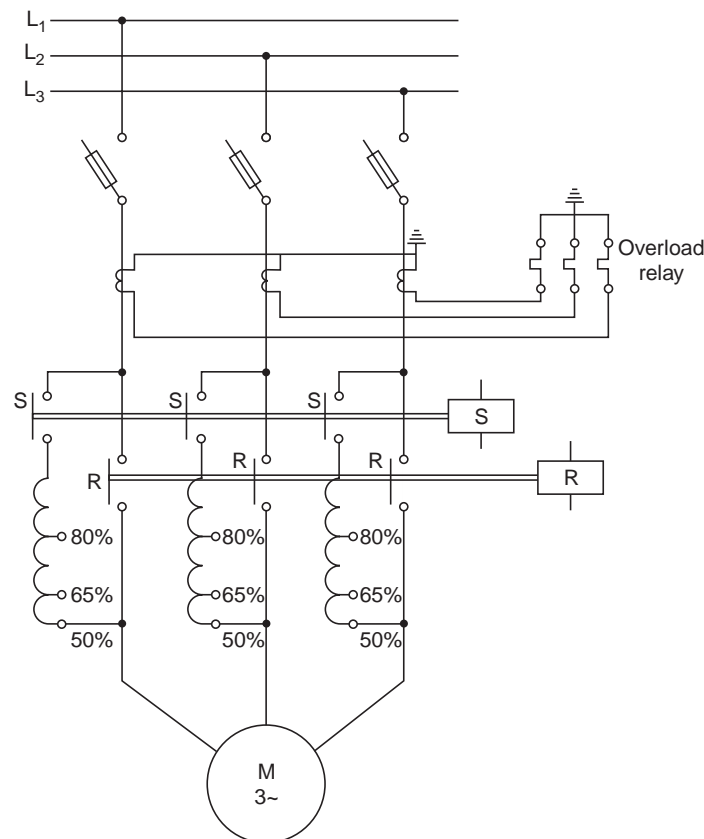 L1
L2
L3
Overload
relay
S S S S
R R R R
80% 80% 80%
65% 65% 65%
50% 50% 50%
M
3~